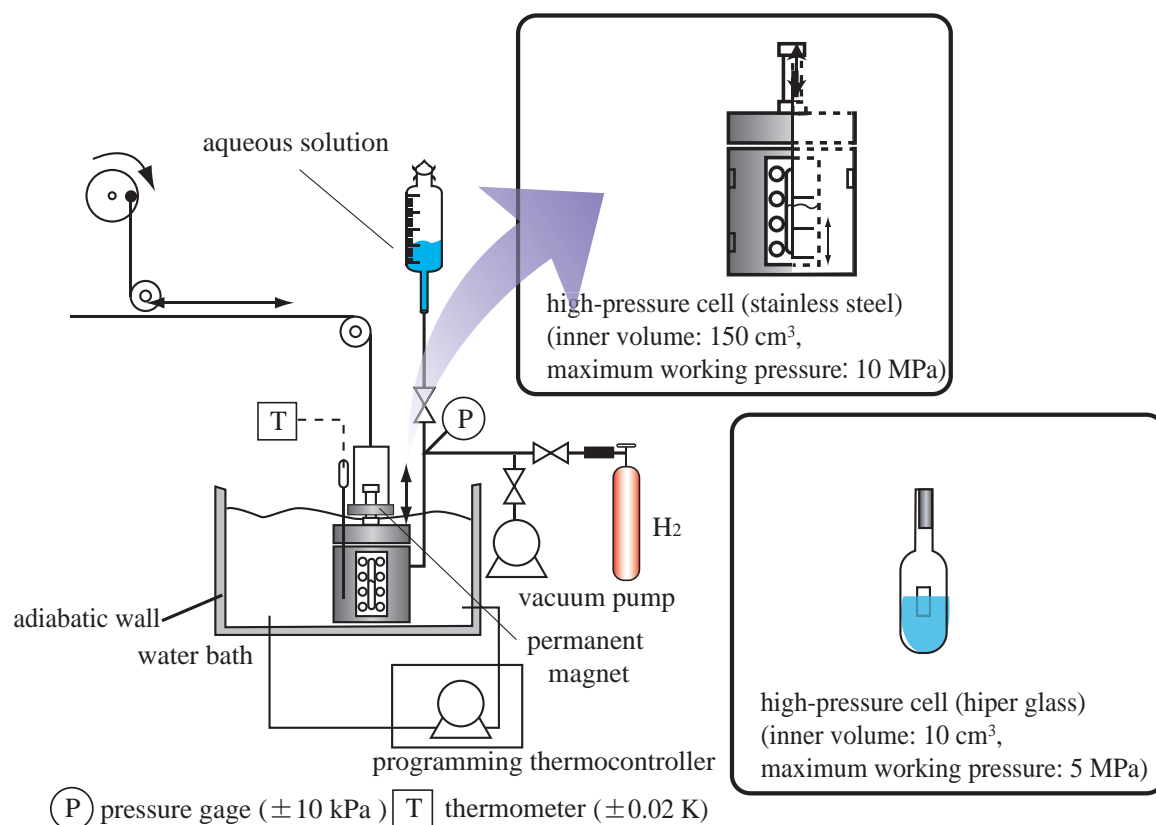 aqueous solution
high-pressure cell (stainless steel)
(inner volume: 150 cm³,
maximum working pressure: 10 MPa)
T
P
H₂
vacuum pump
adiabatic wall
water bath
permanent
magnet
programming thermocontroller
high-pressure cell (hiper glass)
(inner volume: 10 cm³,
maximum working pressure: 5 MPa)
P pressure gage (±10 kPa) T thermometer (±0.02 K)